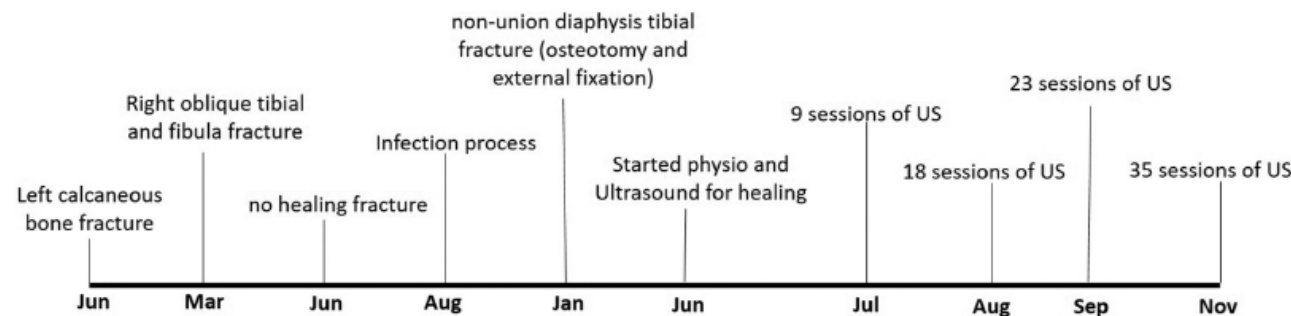 non-union diaphysis tibial
fracture (osteotomy and
external fixation)
Right oblique tibial
and fibula fracture
23 sessions of US
9 sessions of US
Infection process
Started physio and
Ultrasound for healing
18 sessions of US
35 sessions of US
Left calcaneous
bone fracture
no healing fracture
Jun Mar Jun Aug Jan Jun Jul Aug Sep Nov